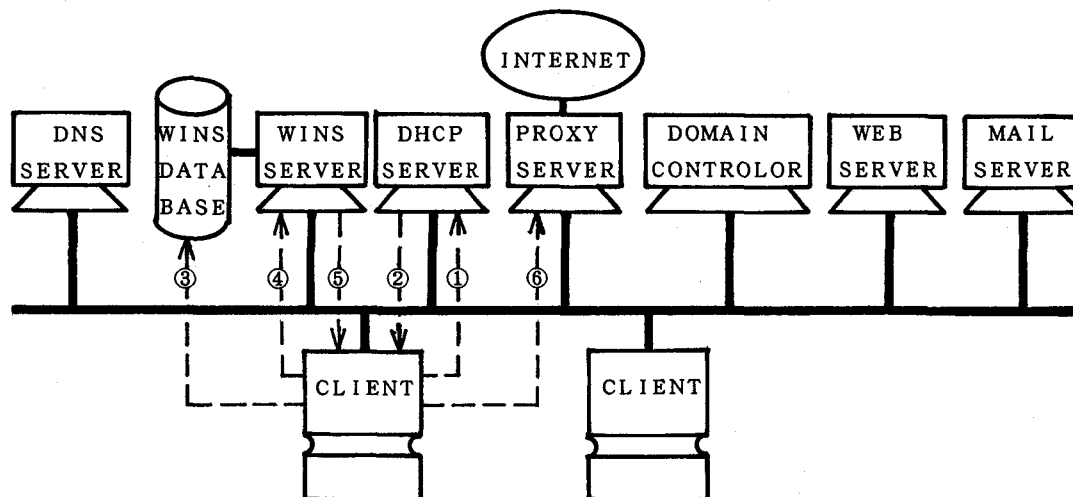 INTERNET
DNS
SERVER
WINS
DATA
BASE
WINS
SERVER
DHCP
SERVER
PROXY
SERVER
DOMAIN
CONTROLOR
WEB
SERVER
MAIL
SERVER
③
④
⑤
②
①
⑥
CLIENT
CLIENT